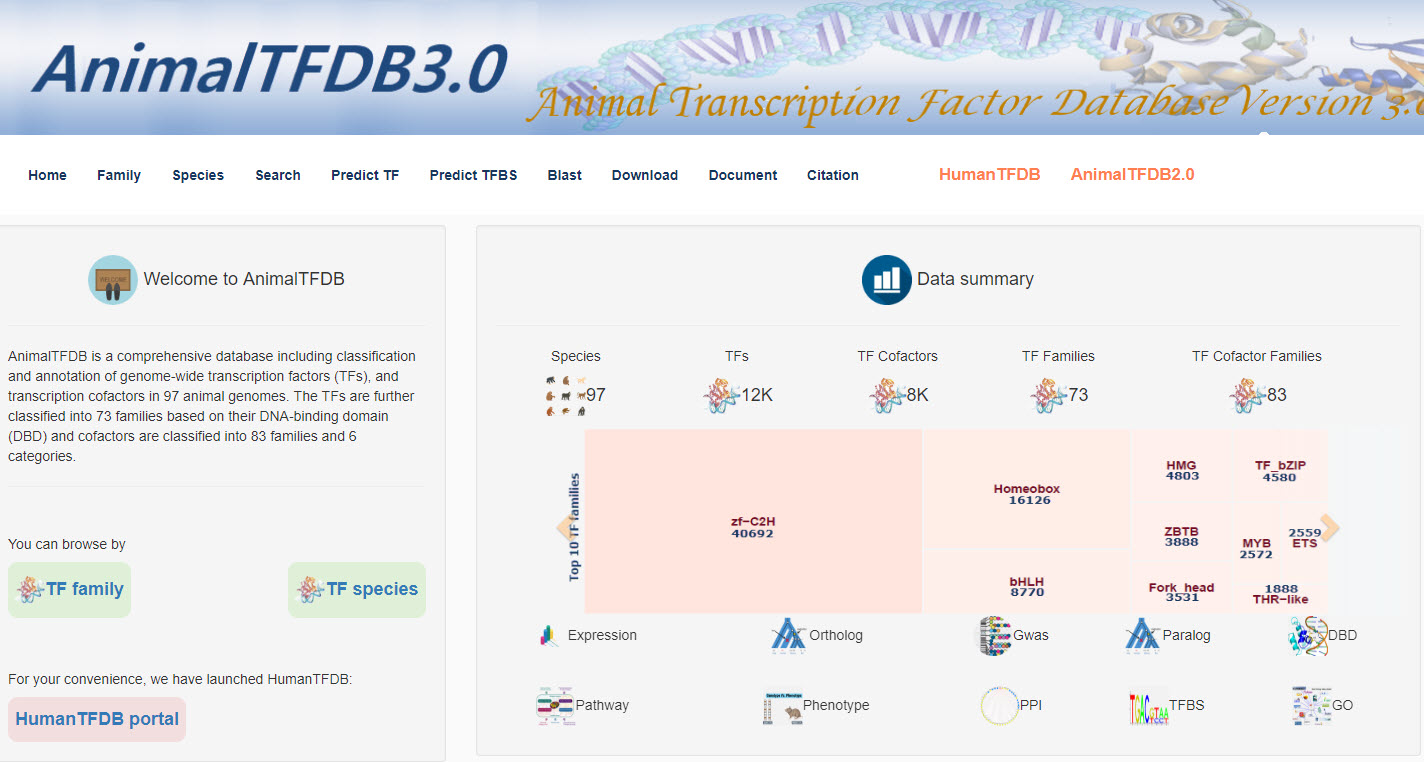 AnimalTFDB3.0
Animal Transcription Factor Database Version 3.0
Home Family Species Search Predict TF Predict TFBS Blast Download Document Citation HumanTFDB AnimalTFDB2.0
WELCOME
Welcome to AnimalTFDB
AnimalTFDB is a comprehensive database including classification
and annotation of genome-wide transcription factors (TFs), and
transcription cofactors in 97 animal genomes. The TFs are further
classified into 73 families based on their DNA-binding domain
(DBD) and cofactors are classified into 83 families and 6
categories.
You can browse by
TF family
TF species
For your convenience, we have launched HumanTFDB:
HumanTFDB portal
Data summary
Species TFs TF Cofactors TF Families TF Cofactor Families
97 12K 8K 73 83
Top 10 TF families
zf-C2H
40692
Homeobox
16126
bHLH
8770
HMG
4803
TF_bZIP
4580
ZBTB
3888
MYB
2572
2559
ETS
Fork_head
3531
1888
THR-like
Expression Ortholog Gwas Paralog DBD
Pathway Phenotype PPI TFBS GO